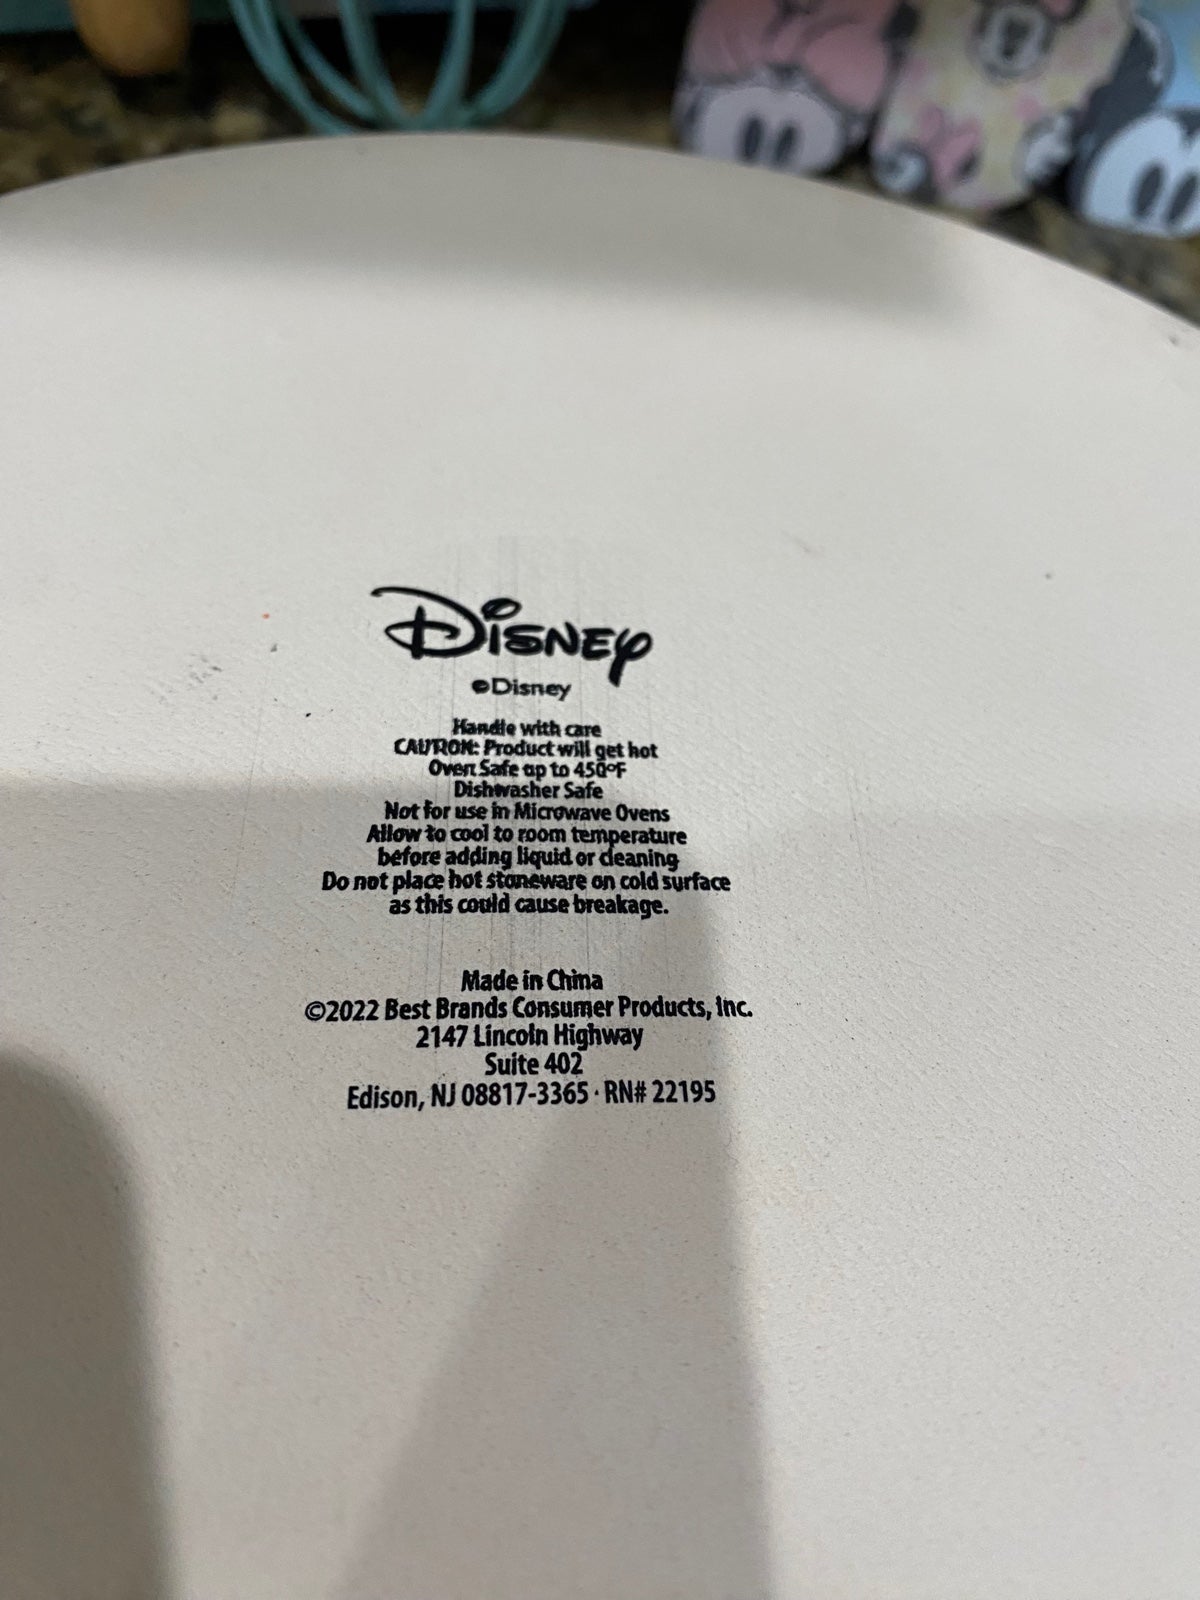 Disney
©Disney
Handle with care
CAUTION: Product will get hot
Oven Safe up to 450°F
Dishwasher Safe
Not for use in Microwave Ovens
Allow to cool to room temperature
before adding liquid or cleaning
Do not place hot stoneware on cold surface
as this could cause breakage.
Made in China
©2022 Best Brands Consumer Products, Inc.
2147 Lincoln Highway
Suite 402
Edison, NJ 08817-3365 · RN# 22195